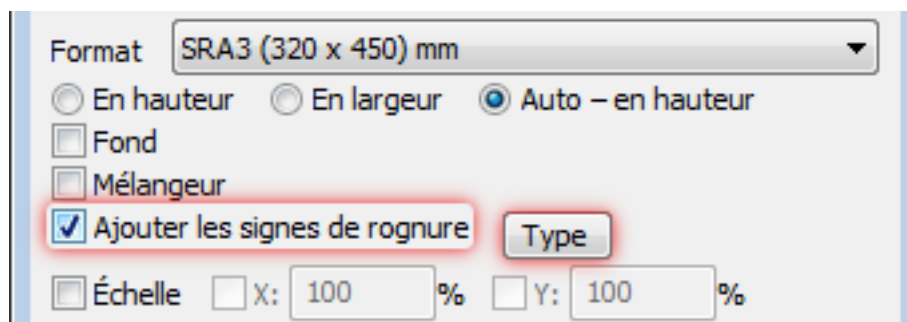 Format SRA3 (320 x 450) mm
En hauteur En largeur Auto – en hauteur
Fond
Mélangeur
Ajouter les signes de rognure Type
Échelle X: 100 % Y: 100 %